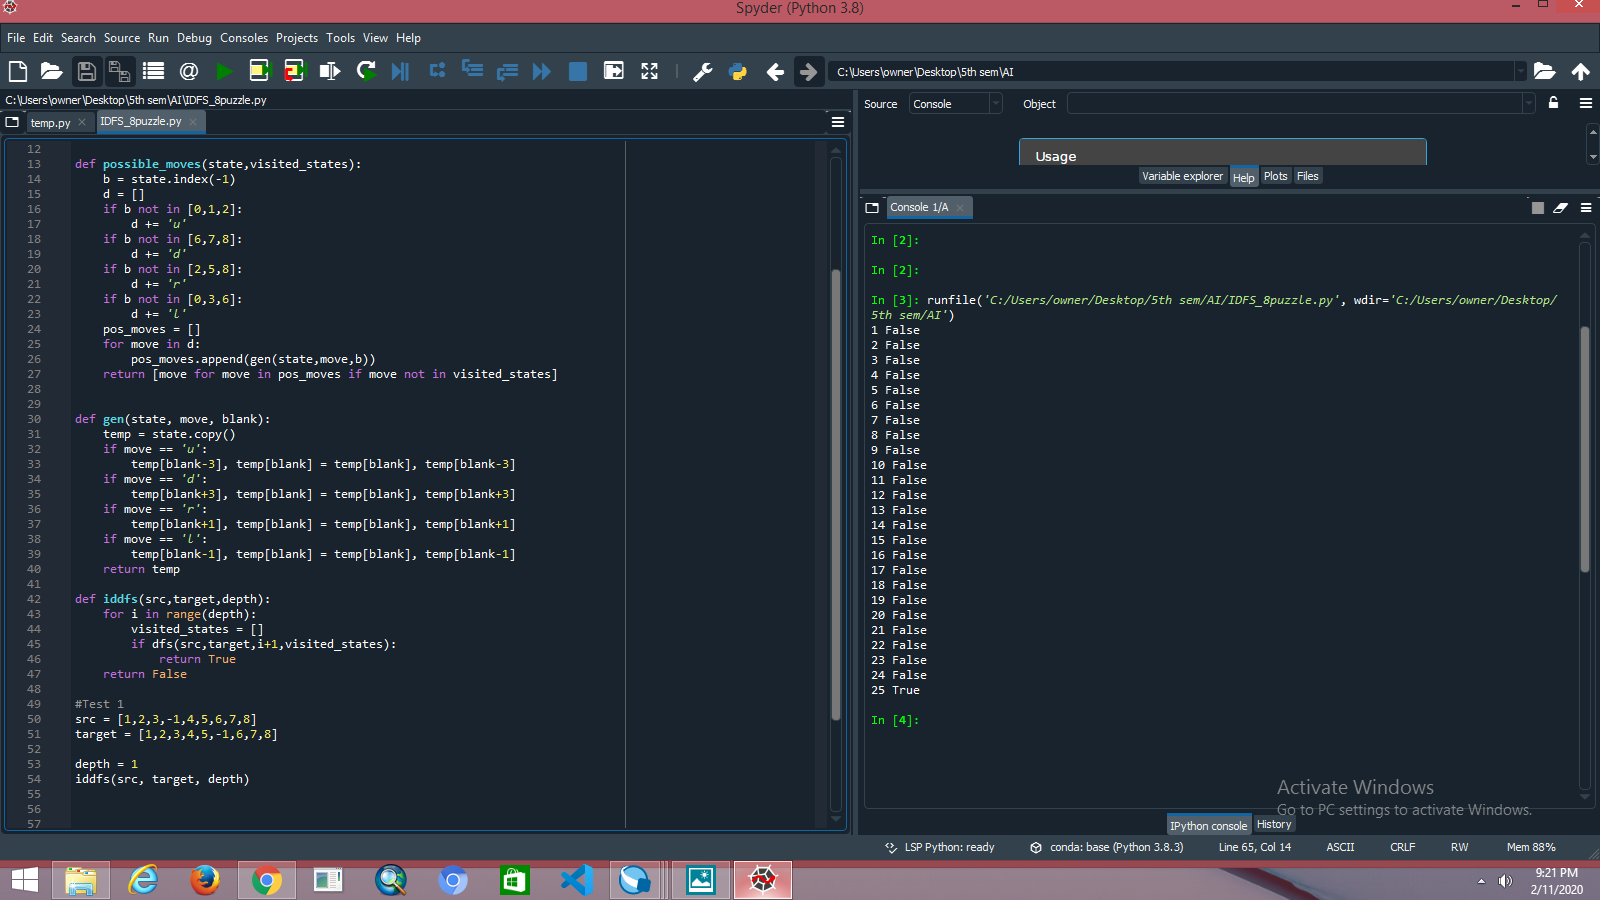 Spyder (Python 3.8)
File Edit Search Source Run Debug Consoles Projects Tools View Help
C:\Users\owner\Desktop\5th sem\AI
C:\Users\owner\Desktop\5th sem\AI\IDFS_8puzzle.py
temp.py IDFS_8puzzle.py
12
13 def possible_moves(state,visited_states):
14 b = state.index(-1)
15 d = []
16 if b not in [0,1,2]:
17 d += 'u'
18 if b not in [6,7,8]:
19 d += 'd'
20 if b not in [2,5,8]:
21 d += 'r'
22 if b not in [0,3,6]:
23 d += 'l'
24 pos_moves = []
25 for move in d:
26 pos_moves.append(gen(state,move,b))
27 return [move for move in pos_moves if move not in visited_states]
28
29
30 def gen(state, move, blank):
31 temp = state.copy()
32 if move == 'u':
33 temp[blank-3], temp[blank] = temp[blank], temp[blank-3]
34 if move == 'd':
35 temp[blank+3], temp[blank] = temp[blank], temp[blank+3]
36 if move == 'r':
37 temp[blank+1], temp[blank] = temp[blank], temp[blank+1]
38 if move == 'l':
39 temp[blank-1], temp[blank] = temp[blank], temp[blank-1]
40 return temp
41
42 def iddfs(src,target,depth):
43 for i in range(depth):
44 visited_states = []
45 if dfs(src,target,i+1,visited_states):
46 return True
47 return False
48
49 #Test 1
50 src = [1,2,3,-1,4,5,6,7,8]
51 target = [1,2,3,4,5,-1,6,7,8]
52
53 depth = 1
54 iddfs(src, target, depth)
55
56
57
Source Console Object
Usage
Variable explorer Help Plots Files
Console 1/A
In [2]:
In [2]:
In [3]: runfile('C:/Users/owner/Desktop/5th sem/AI/IDFS_8puzzle.py', wdir='C:/Users/owner/Desktop/
5th sem/AI')
1 False
2 False
3 False
4 False
5 False
6 False
7 False
8 False
9 False
10 False
11 False
12 False
13 False
14 False
15 False
16 False
17 False
18 False
19 False
20 False
21 False
22 False
23 False
24 False
25 True
In [4]:
Activate Windows
Go to PC settings to activate Windows.
IPython console History
LSP Python: ready conda: base (Python 3.8.3) Line 65, Col 14 ASCII CRLF RW Mem 88%
9:21 PM
2/11/2020